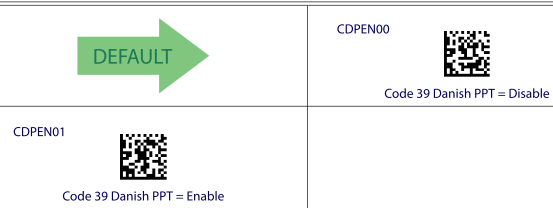 DEFAULT
CDPEN00
Code 39 Danish PPT = Disable
CDPEN01
Code 39 Danish PPT = Enable